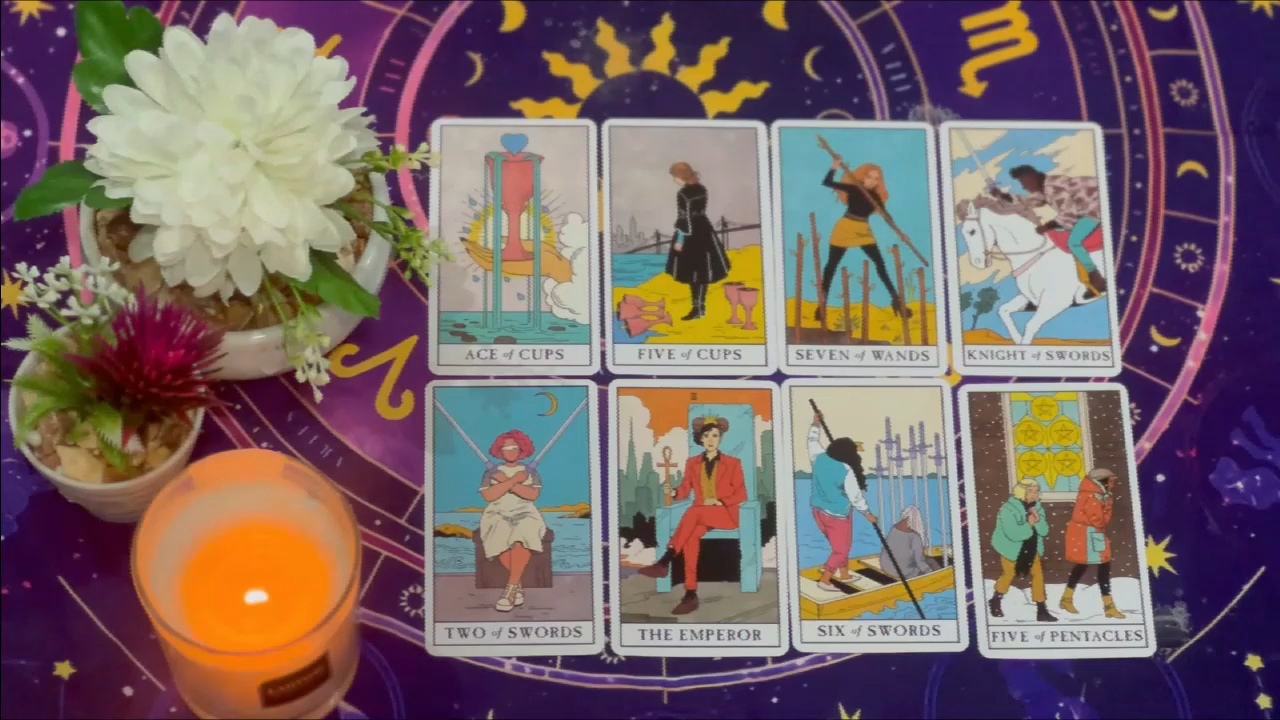 ACE of CUPS
FIVE of CUPS
SEVEN of WANDS
KNIGHT of SWORDS
TWO of SWORDS
III
THE EMPEROR
SIX of SWORDS
FIVE of PENTACLES